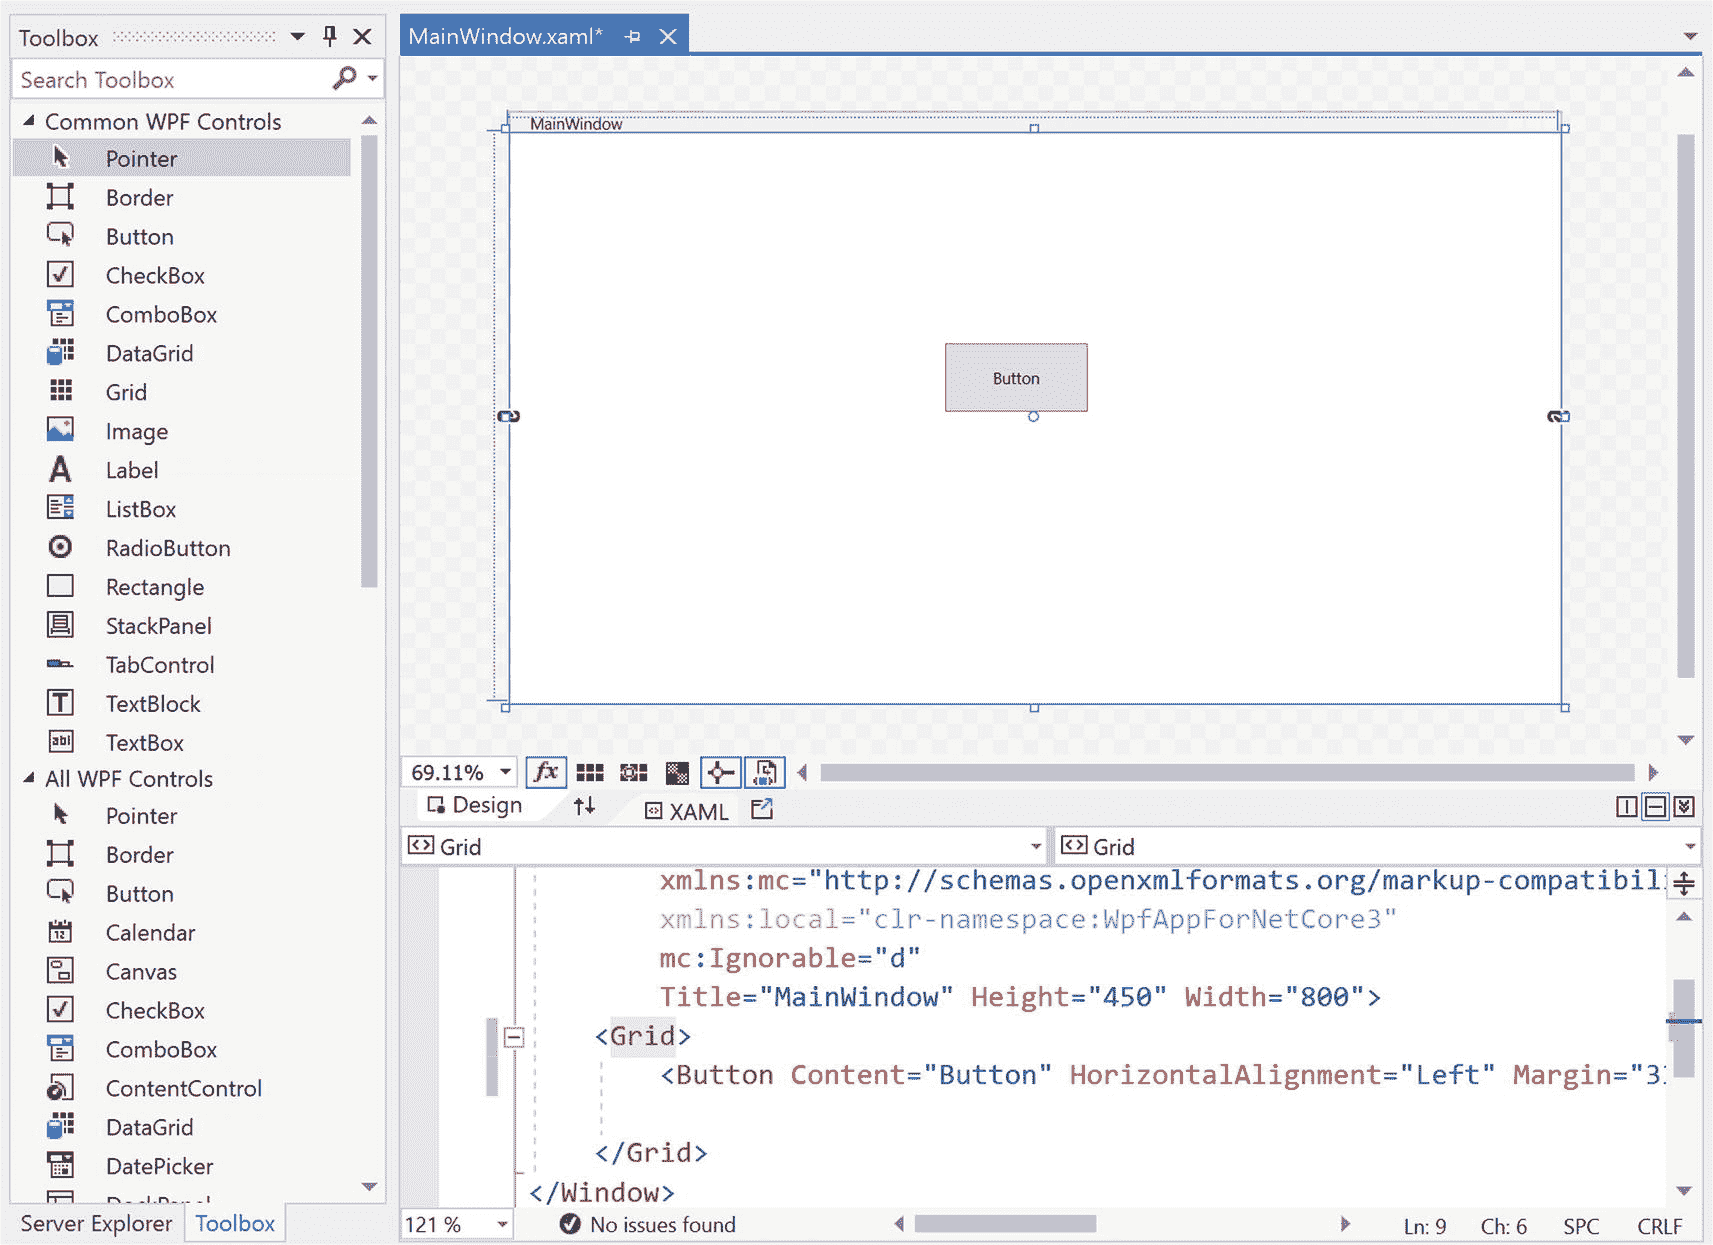 Toolbox
Search Toolbox
Common WPF Controls
Pointer
Border
Button
CheckBox
ComboBox
DataGrid
Grid
Image
Label
ListBox
RadioButton
Rectangle
StackPanel
TabControl
TextBlock
TextBox
All WPF Controls
Pointer
Border
Button
Calendar
Canvas
CheckBox
ComboBox
ContentControl
DataGrid
DatePicker
Server Explorer
Toolbox
MainWindow.xaml*
MainWindow
Button
69.11%
Design
XAML
Grid
Grid
xmlns:mc="http://schemas.openxmlformats.org/markup-compatibil
xmlns:local="clr-namespace:WpfAppForNetCore3"
mc:Ignorable="d"
Title="MainWindow" Height="450" Width="800">
<Grid>
<Button Content="Button" HorizontalAlignment="Left" Margin="3
</Grid>
</Window>
121 %
No issues found
Ln: 9 Ch: 6 SPC CRLF